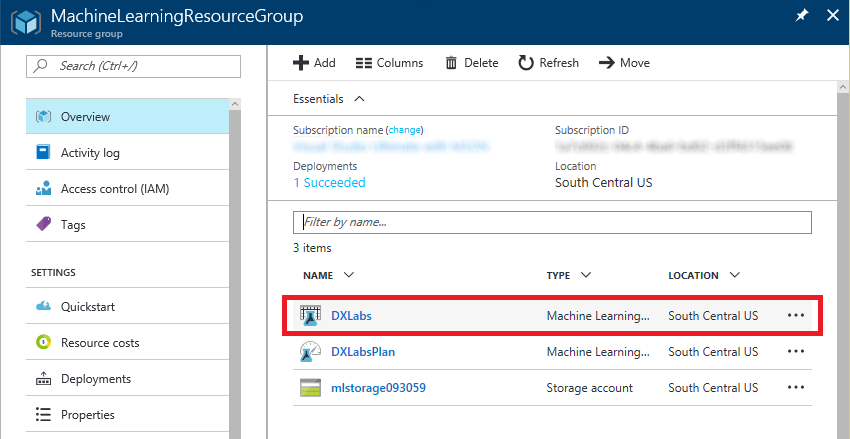 MachineLearningResourceGroup
Resource group
Search (Ctrl+/)
Overview
Activity log
Access control (IAM)
Tags
SETTINGS
Quickstart
Resource costs
Deployments
Properties
Add Columns Delete Refresh Move
Essentials
Subscription name (change) Subscription ID
Deployments Location
1 Succeeded South Central US
Filter by name...
3 items
NAME TYPE LOCATION
DXLabs Machine Learning... South Central US ...
DXLabsPlan Machine Learning... South Central US ...
mlstorage093059 Storage account South Central US ...